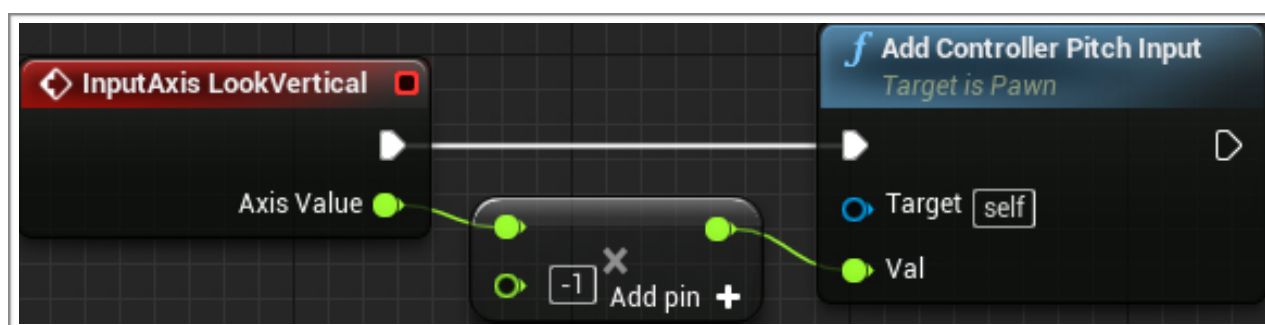 InputAxis LookVertical
Axis Value
-1
Add pin
f Add Controller Pitch Input
Target is Pawn
Target self
Val